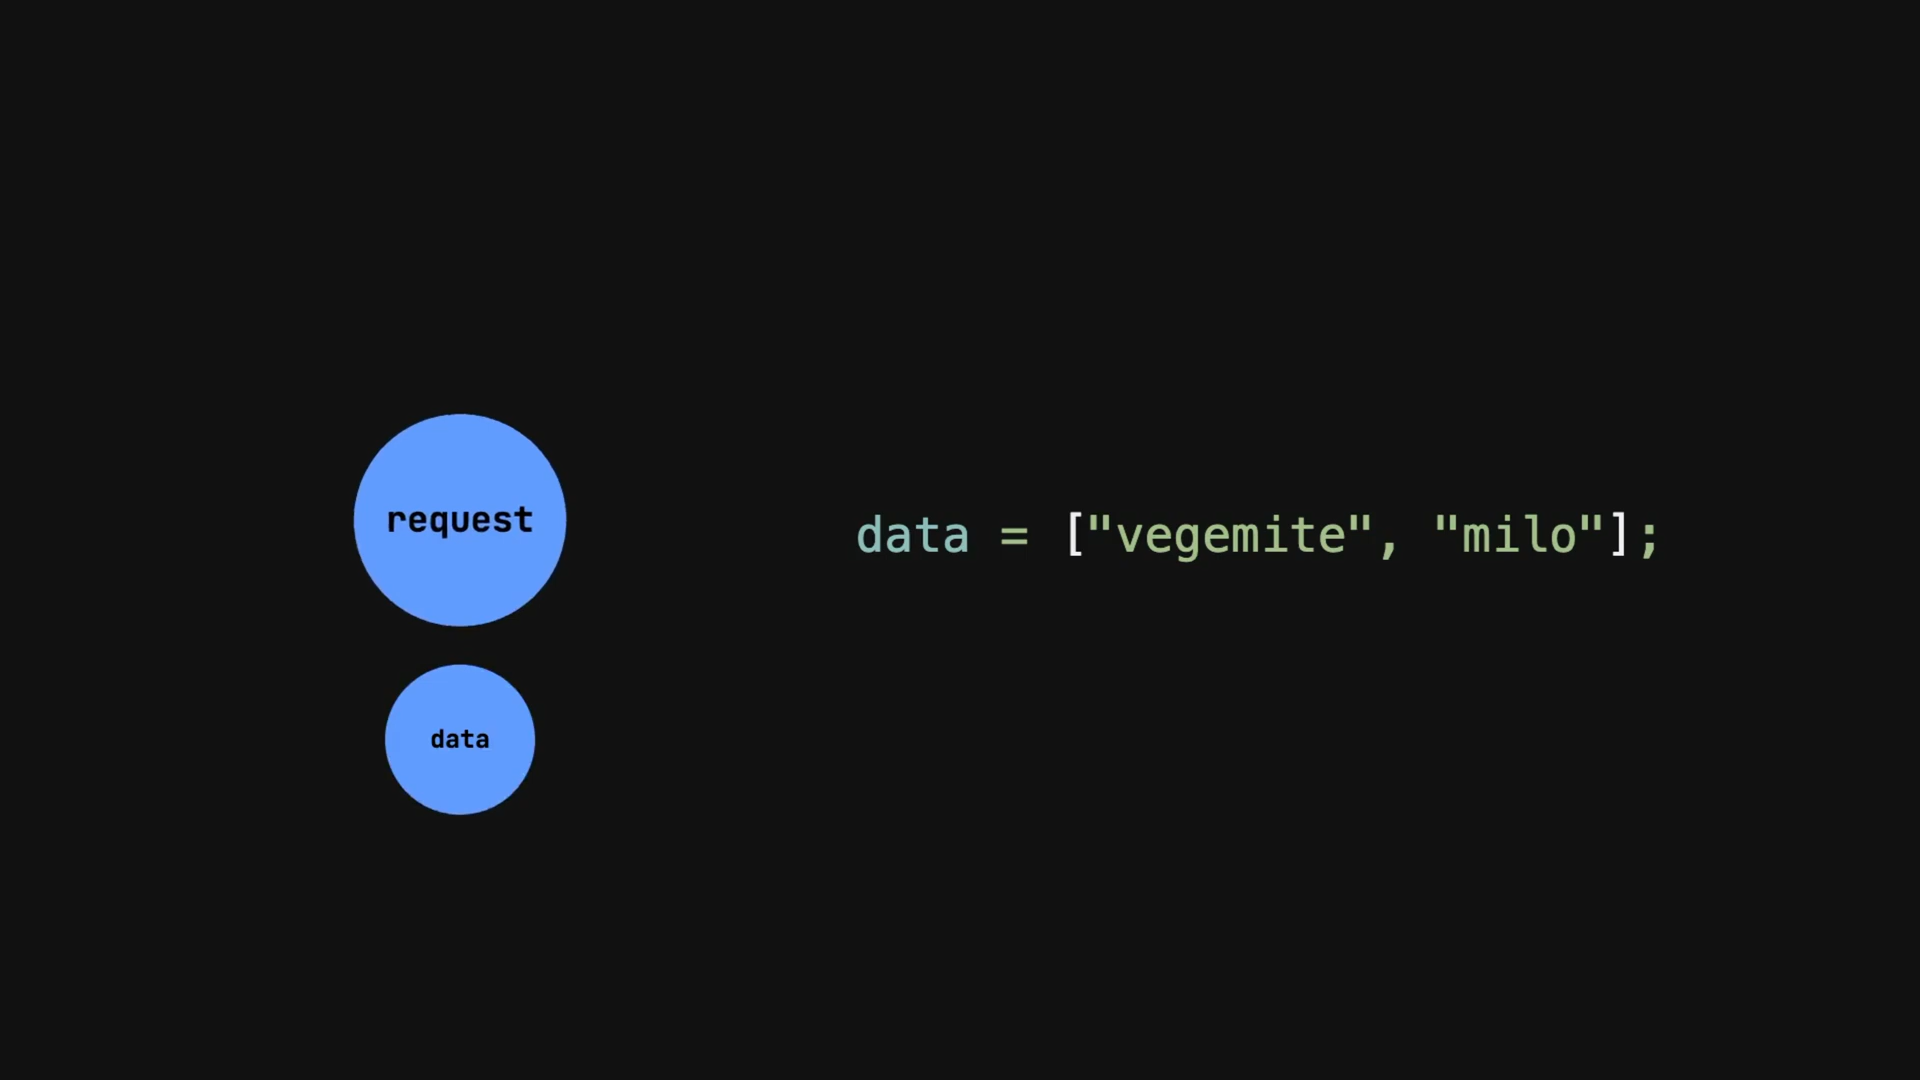 request
data = ["vegemite", "milo"];
data